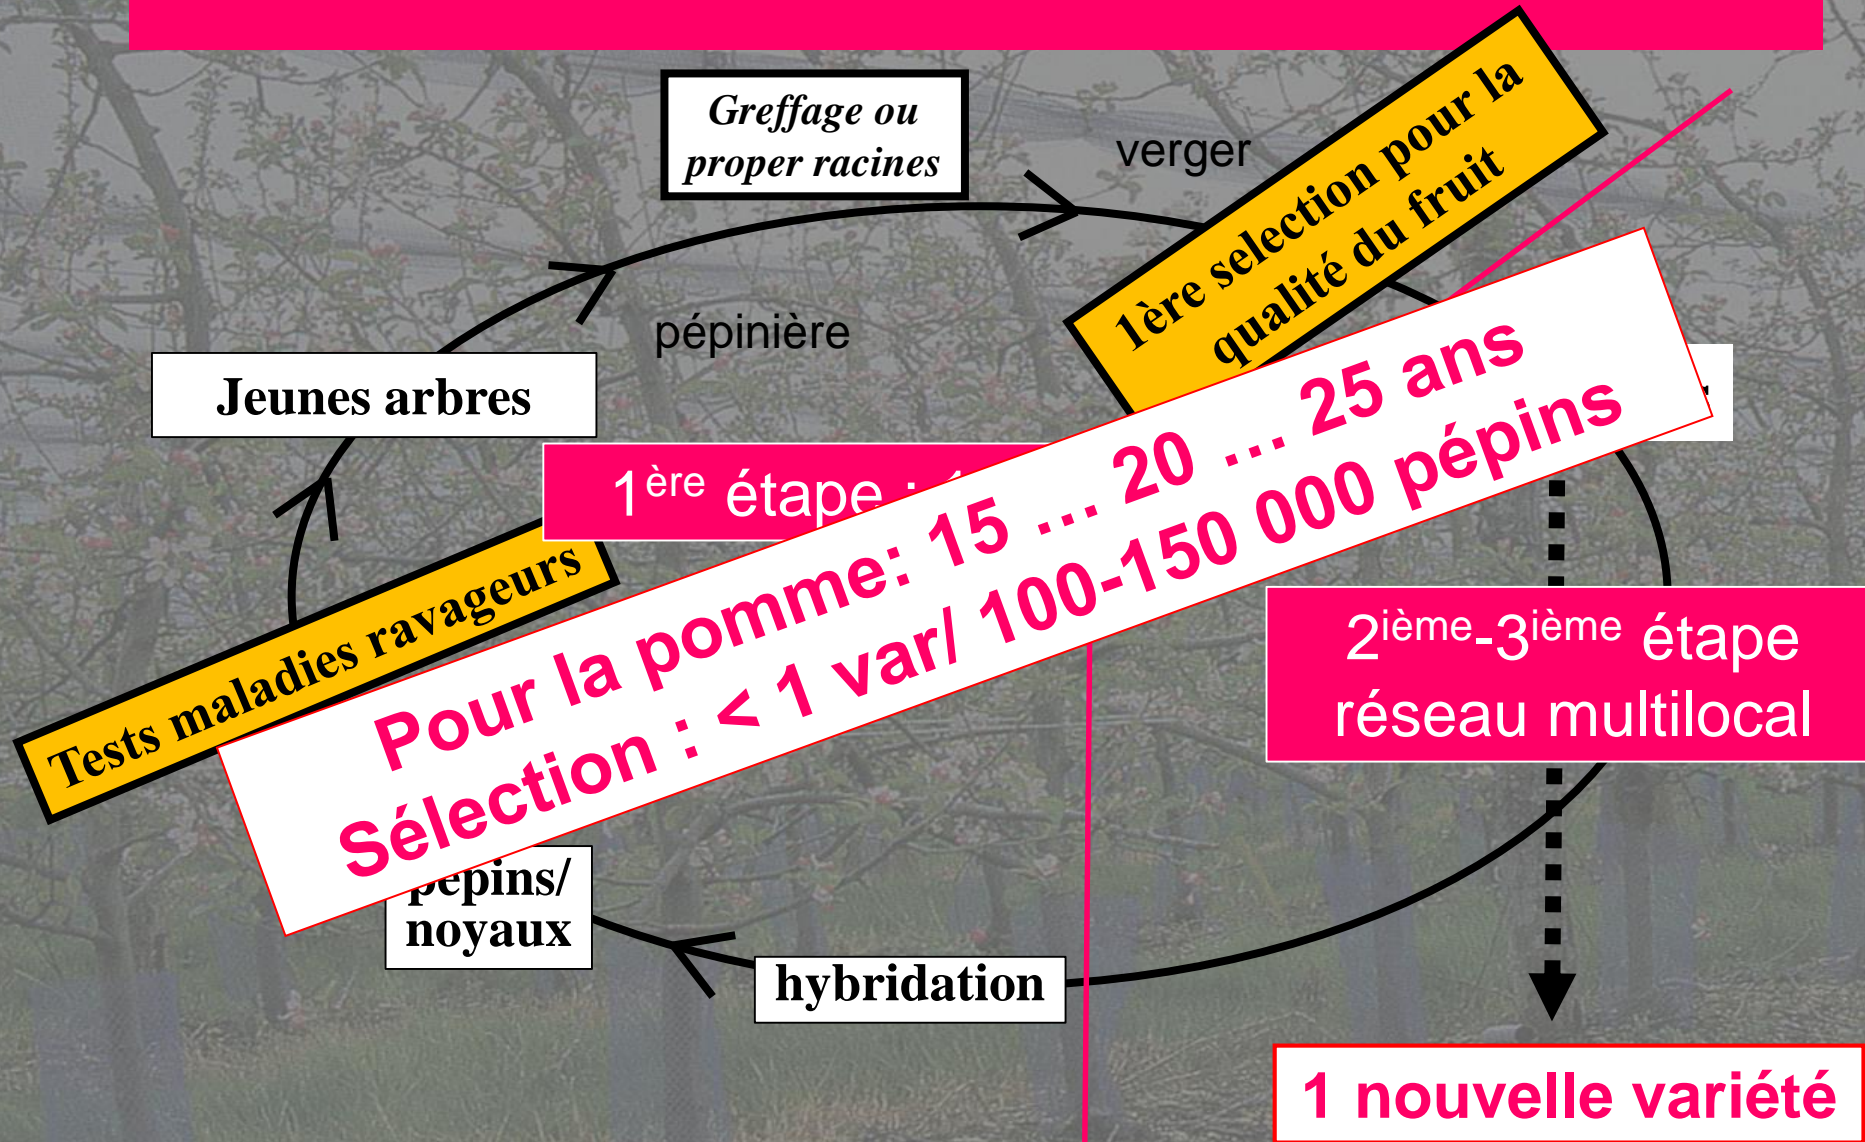 Greffage ou
proper racines
verger
1ère selection pour la
qualité du fruit
pépinière
Jeunes arbres
1ère étape :
Pour la pomme: 15 ... 20 ... 25 ans
Sélection : < 1 var/ 100-150 000 pépins
Tests maladies ravageurs
2ième-3ième étape
réseau multilocal
pépins/
noyaux
hybridation
1 nouvelle variété